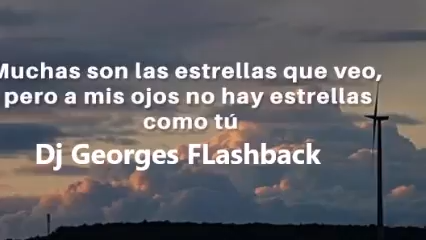 Muchas son las estrellas que veo,
pero a mis ojos no hay estrellas
como tú
Dj Georges FLashback